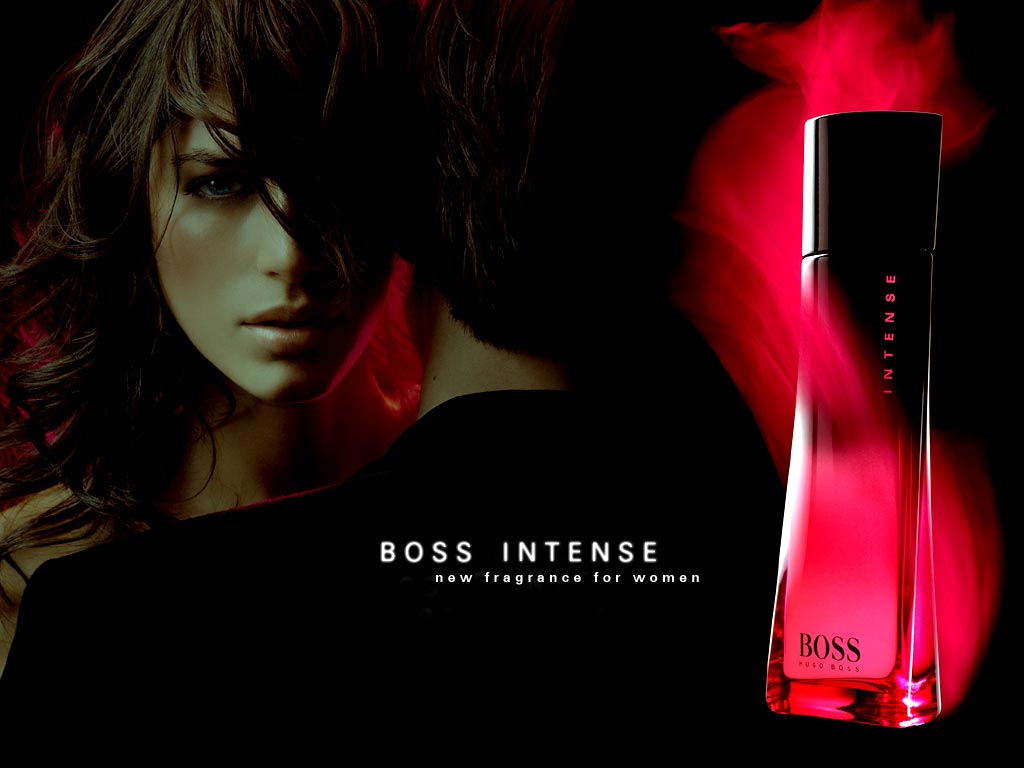 BOSS INTENSE
new fragrance for women
INTENSE
BOSS
HUGO BOSS